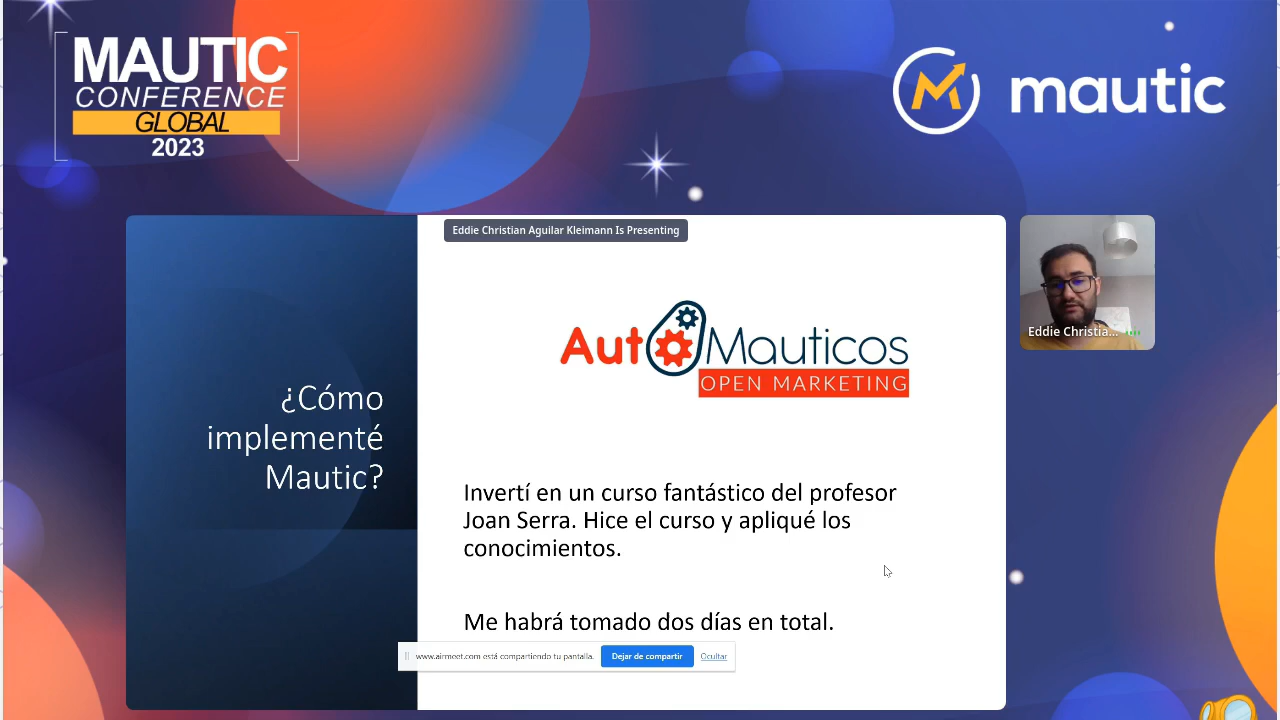 MAUTIC
CONFERENCE
GLOBAL
2023
mautic
Eddie Christian Aguilar Kleimann Is Presenting
AutoMauticos
OPEN MARKETING
Eddie Christia...
¿Cómo
implementé
Mautic?
Invertí en un curso fantástico del profesor
Joan Serra. Hice el curso y apliqué los
conocimientos.
Me habrá tomado dos días en total.
www.airmeet.com está compartiendo tu pantalla. Dejar de compartir Ocultar